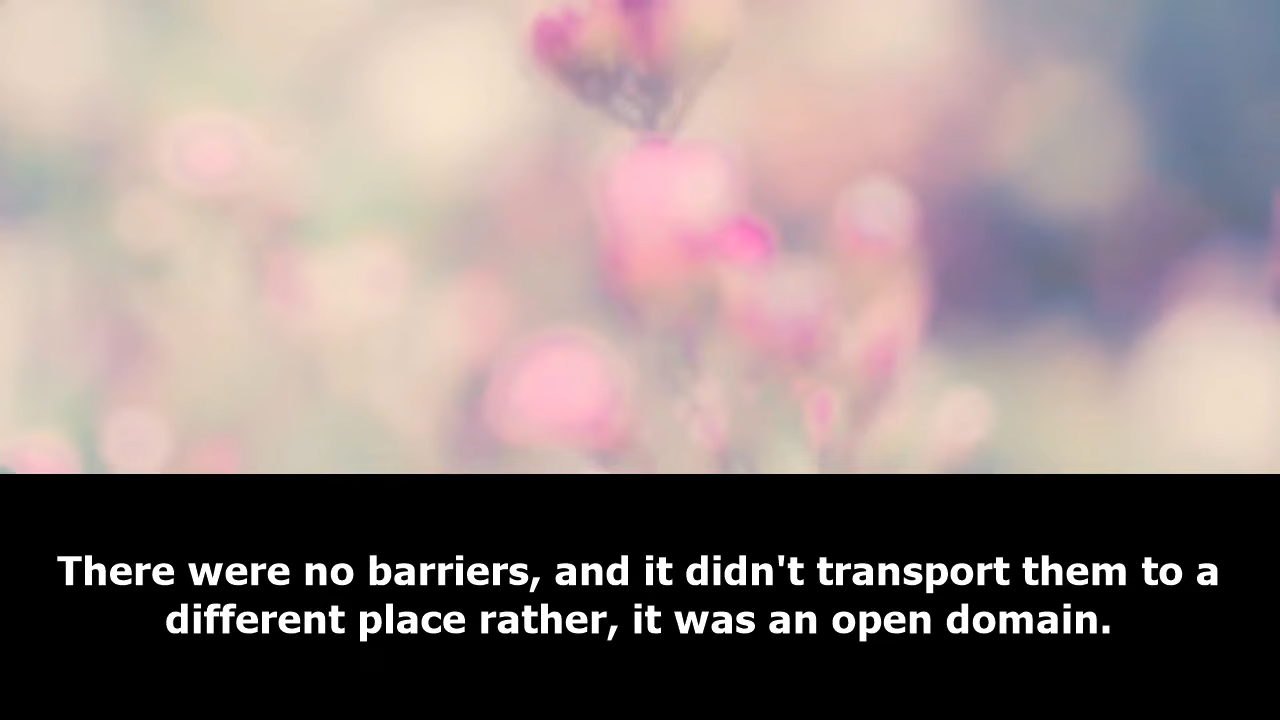 There were no barriers, and it didn't transport them to a
different place rather, it was an open domain.